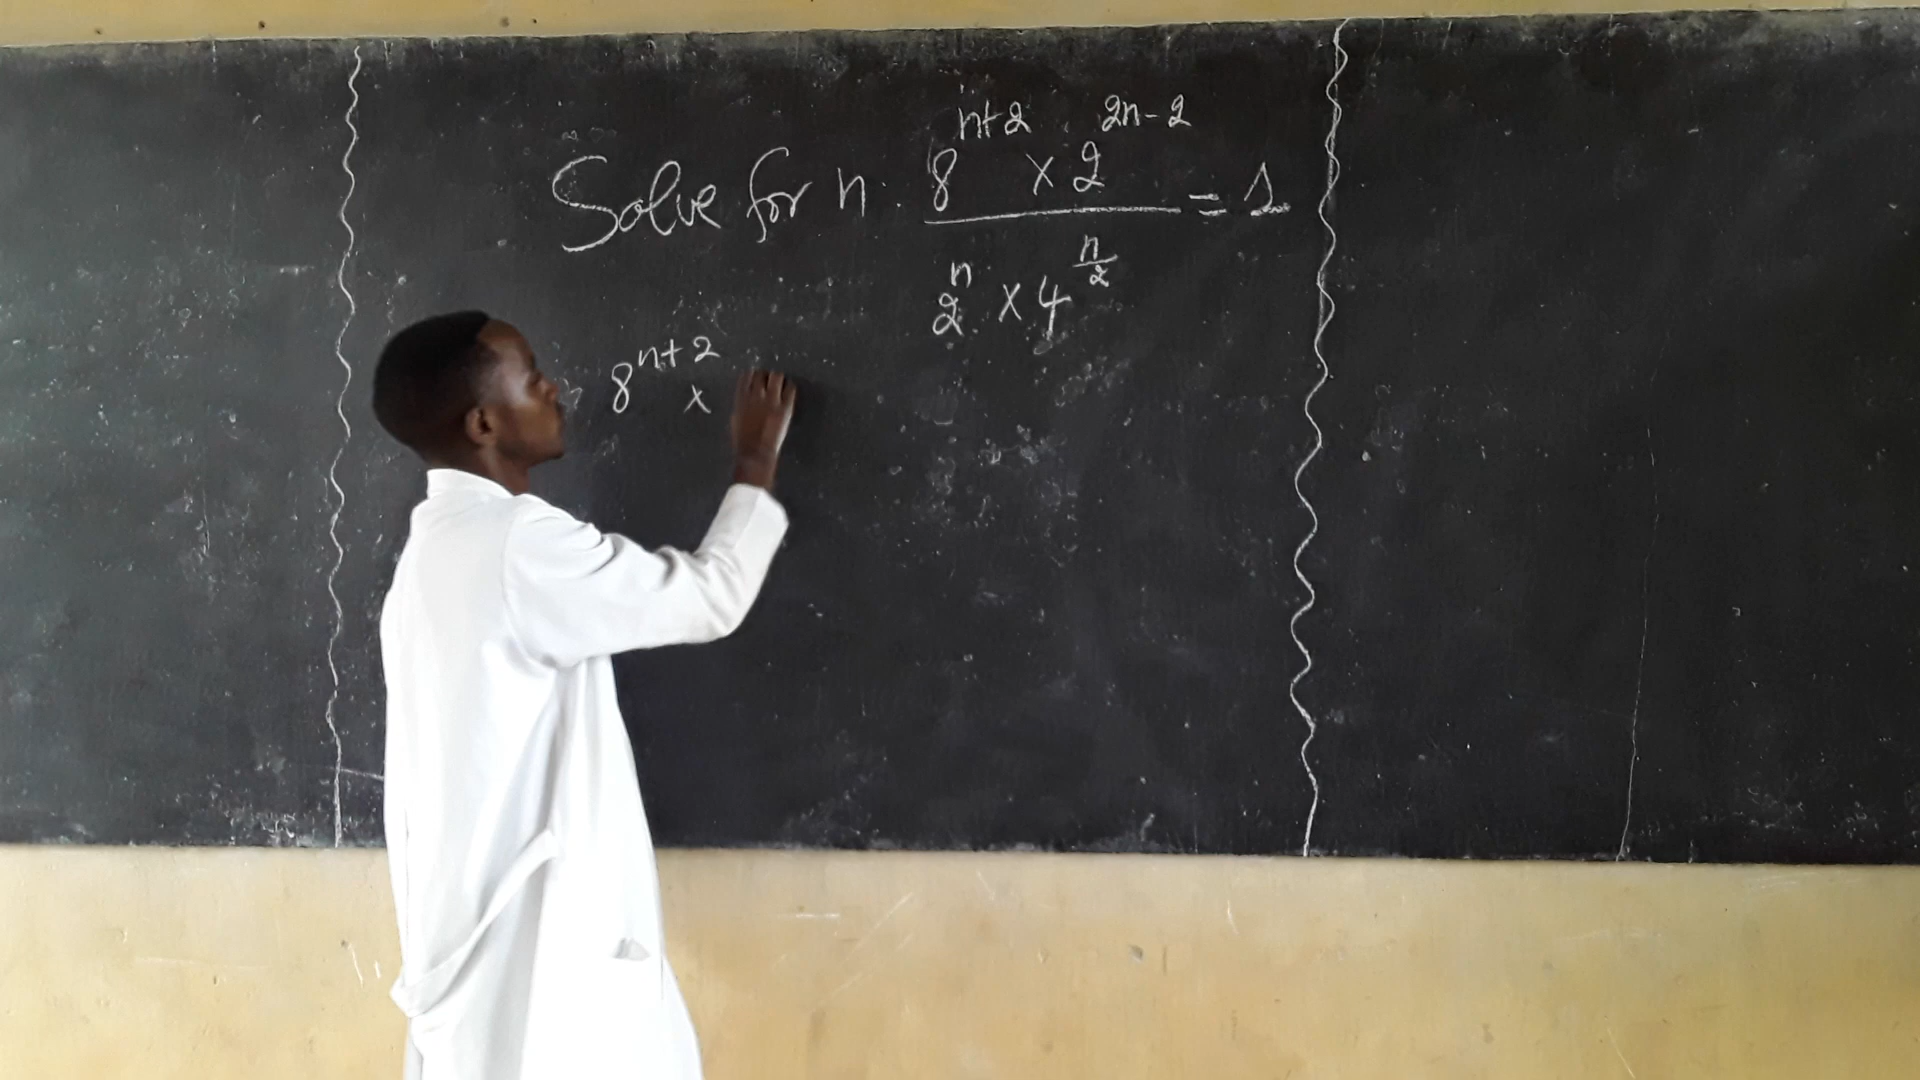 Solve for n. 8^{n+2} × 2^{2n-2} / 2^{n} × 4^{n/2} = 1
8^{n+2} ×